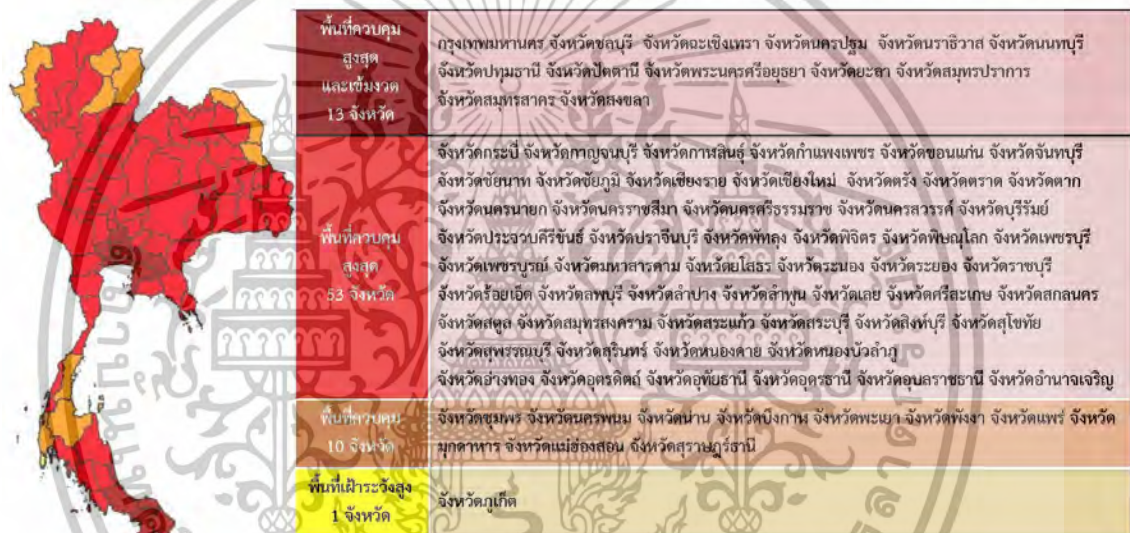 พื้นที่ควบคุม
สูงสุด
และเข้มงวด
13 จังหวัด
กรุงเทพมหานคร จังหวัดชลบุรี จังหวัดฉะเชิงเทรา จังหวัดนครปฐม จังหวัดนราธิวาส จังหวัดนนทบุรี
จังหวัดปทุมธานี จังหวัดปัตตานี จังหวัดพระนครศรีอยุธยา จังหวัดยะลา จังหวัดสมุทรปราการ
จังหวัดสมุทรสาคร จังหวัดสงขลา
พื้นที่ควบคุม
สูงสุด
53 จังหวัด
จังหวัดกระบี่ จังหวัดกาญจนบุรี จังหวัดกาฬสินธุ์ จังหวัดกำแพงเพชร จังหวัดขอนแก่น จังหวัดจันทบุรี
จังหวัดชัยนาท จังหวัดชัยภูมิ จังหวัดเชียงราย จังหวัดเชียงใหม่ จังหวัดตรัง จังหวัดตราด จังหวัดตาก
จังหวัดนครนายก จังหวัดนครราชสีมา จังหวัดนครศรีธรรมราช จังหวัดนครสวรรค์ จังหวัดบุรีรัมย์
จังหวัดประจวบคีรีขันธ์ จังหวัดปราจีนบุรี จังหวัดพัทลุง จังหวัดพิจิตร จังหวัดพิษณุโลก จังหวัดเพชรบุรี
จังหวัดเพชรบูรณ์ จังหวัดมหาสารคาม จังหวัดยโสธร จังหวัดระนอง จังหวัดระยอง จังหวัดราชบุรี
จังหวัดร้อยเอ็ด จังหวัดลพบุรี จังหวัดลำปาง จังหวัดลำพูน จังหวัดเลย จังหวัดศรีสะเกษ จังหวัดสกลนคร
จังหวัดสตูล จังหวัดสมุทรสงคราม จังหวัดสระแก้ว จังหวัดสระบุรี จังหวัดสิงห์บุรี จังหวัดสุโขทัย
จังหวัดสุพรรณบุรี จังหวัดสุรินทร์ จังหวัดหนองคาย จังหวัดหนองบัวลำภู
จังหวัดอ่างทอง จังหวัดอุตรดิตถ์ จังหวัดอุทัยธานี จังหวัดอุดรธานี จังหวัดอุบลราชธานี จังหวัดอำนาจเจริญ
พื้นที่ควบคุม
10 จังหวัด
จังหวัดชุมพร จังหวัดนครพนม จังหวัดน่าน จังหวัดบึงกาฬ จังหวัดพะเยา จังหวัดพังงา จังหวัดแพร่ จังหวัด
มุกดาหาร จังหวัดแม่ฮ่องสอน จังหวัดสุราษฎร์ธานี
พื้นที่เฝ้าระวังสูง
1 จังหวัด
จังหวัดภูเก็ต